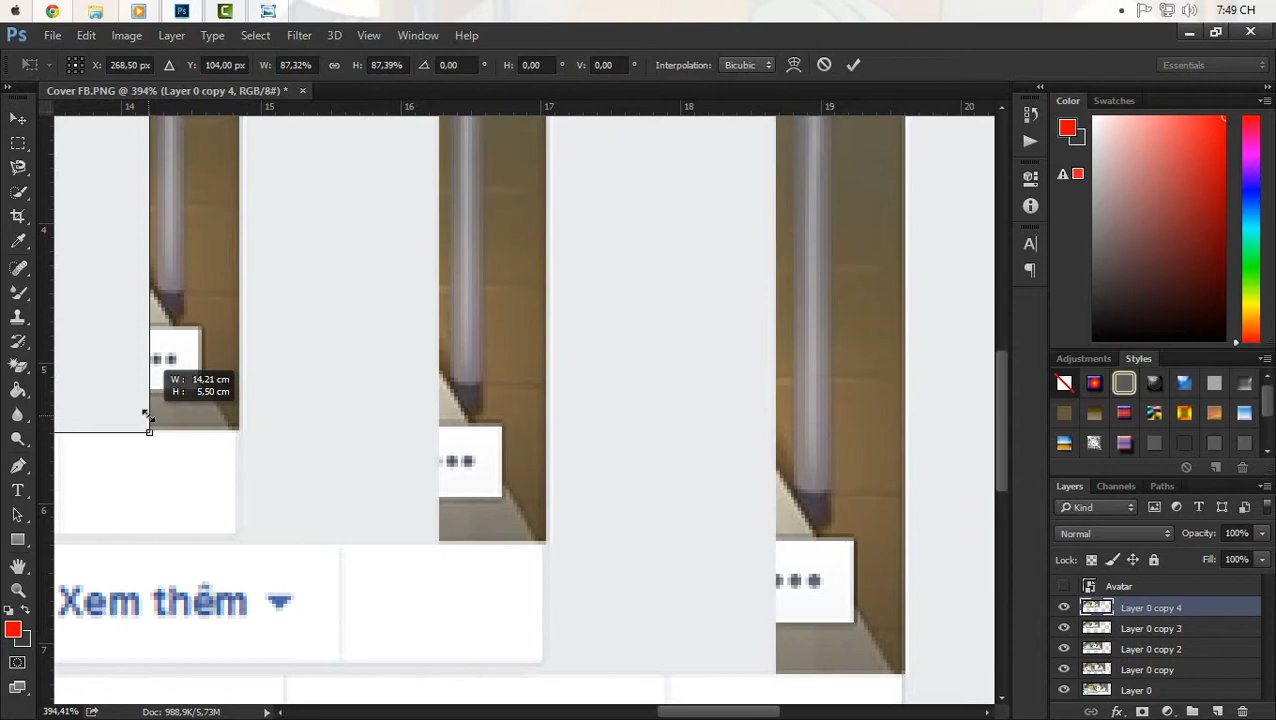 7:49 CH
Ps File Edit Image Layer Type Select Filter 3D View Window Help
X: 268,50 px Y: 104,00 px W: 87,32% H: 87,39% 0,00 ° H: 0,00 ° V: 0,00 ° Interpolation: Bicubic Essentials
Cover FB.PNG @ 394% (Layer 0 copy 4, RGB/8#) * ×
Color Swatches
14 15 16 17 18 19 20
4
5
6
7
W: 14,21 cm
H: 5,50 cm
Xem thêm
Adjustments Styles
Layers Channels Paths
Kind
Normal Opacity: 100%
Lock: Fill: 100%
Avatar
Layer 0 copy 4
Layer 0 copy 3
Layer 0 copy 2
Layer 0 copy
Layer 0
394,41% Doc: 988,9K/5,73M